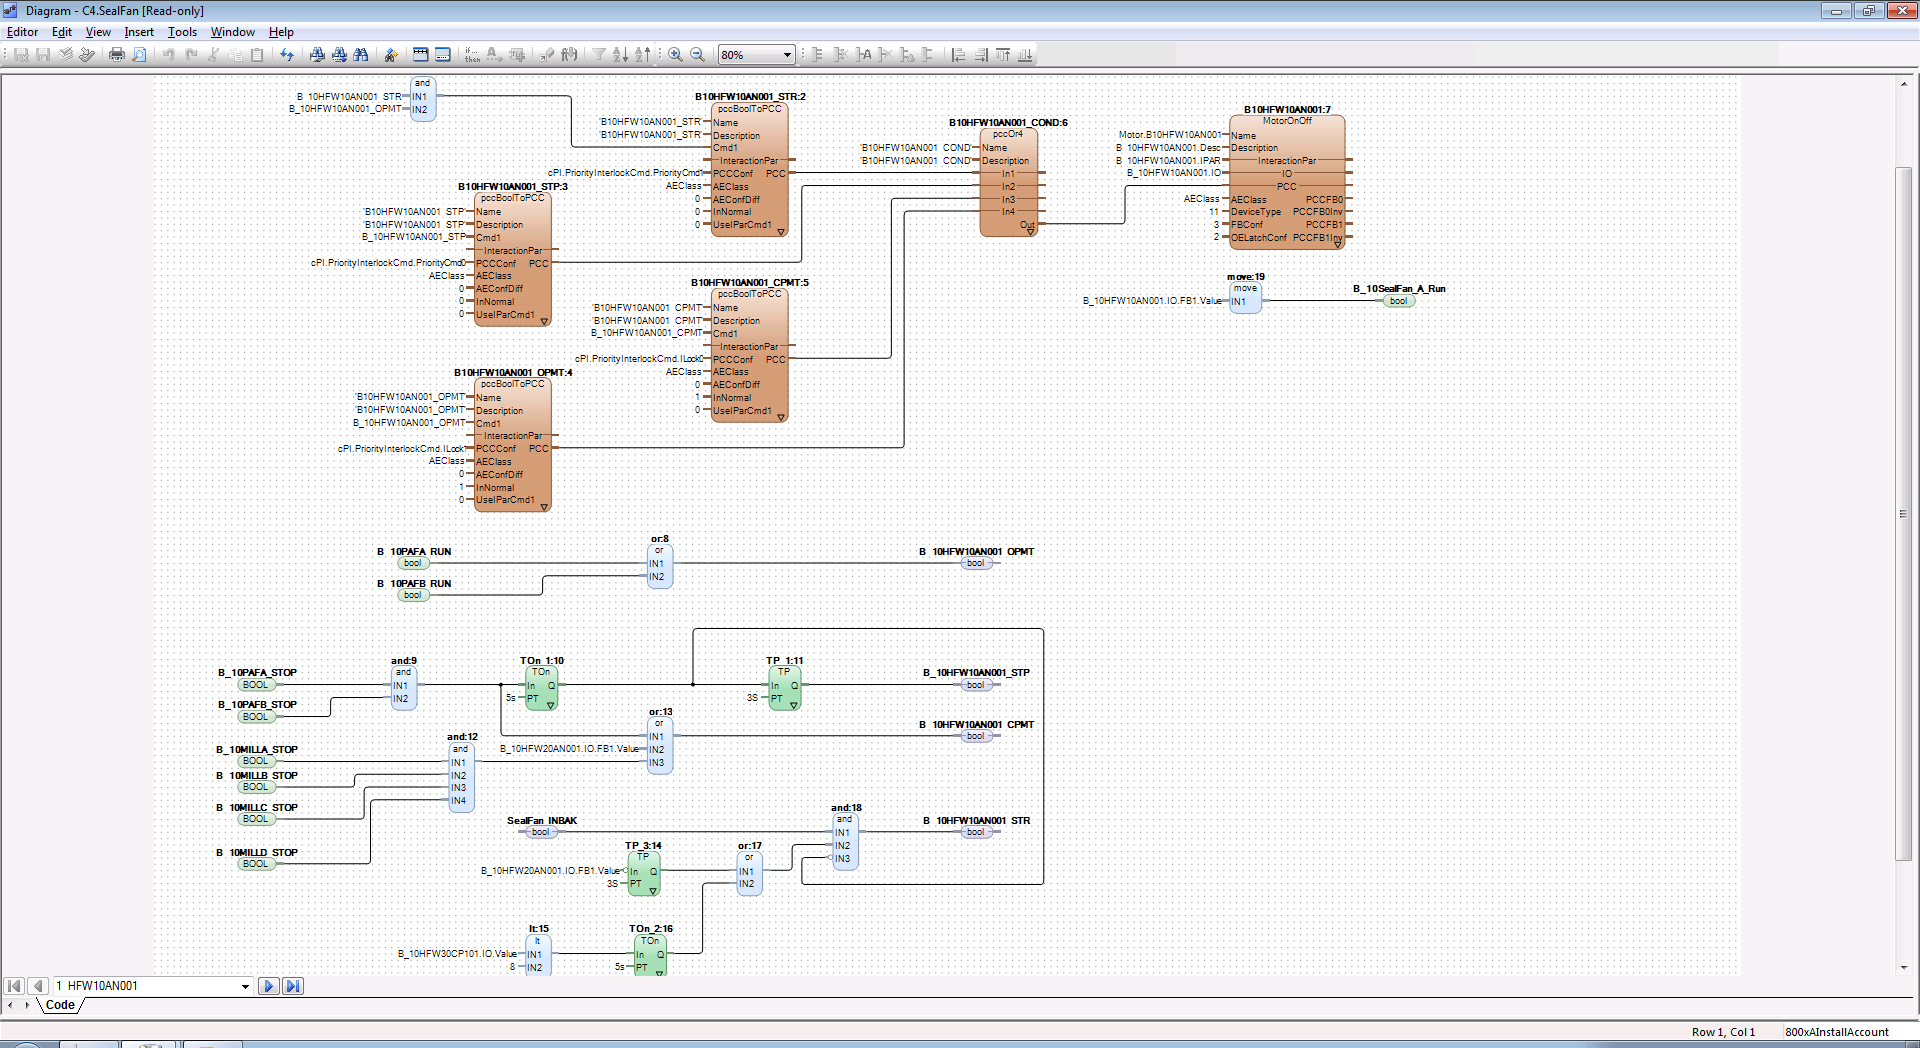 Diagram - C4.SealFan [Read-only]
Editor Edit View Insert Tools Window Help
if... then
80%
and
B_10HFW10AN001_STR IN1
B_10HFW10AN001_OPMT IN2
B10HFW10AN001_STR:2
pccBoolToPCC
'B10HFW10AN001_STR' Name
'B10HFW10AN001_STR' Description
Cmd1
InteractionPar
cPI.PriorityInterlockCmd.PriorityCmd1 PCCConf PCC
AEClass AEClass
0 AEConfDiff
0 InNormal
0 UseIParCmd1
B10HFW10AN001_COND:6
pccOr4
'B10HFW10AN001_COND' Name
'B10HFW10AN001_COND' Description
In1
In2
In3
In4
Out
B10HFW10AN001:7
MotorOnOff
Motor.B10HFW10AN001 Name
B_10HFW10AN001.Desc Description
B_10HFW10AN001.IPAR InteractionPar
B_10HFW10AN001.IO IO
PCC
AEClass AEClass PCCFB0
11 DeviceType PCCFB0Inv
3 FBConf PCCFB1
2 OELatchConf PCCFB1Inv
B10HFW10AN001_STP:3
pccBoolToPCC
'B10HFW10AN001_STP' Name
'B10HFW10AN001_STP' Description
B_10HFW10AN001_STP Cmd1
InteractionPar
cPI.PriorityInterlockCmd.PriorityCmd0 PCCConf PCC
AEClass AEClass
0 AEConfDiff
0 InNormal
0 UseIParCmd1
B10HFW10AN001_CPMT:5
pccBoolToPCC
'B10HFW10AN001_CPMT' Name
'B10HFW10AN001_CPMT' Description
B_10HFW10AN001_CPMT Cmd1
InteractionPar
cPI.PriorityInterlockCmd.ILock0 PCCConf PCC
AEClass AEClass
0 AEConfDiff
1 InNormal
0 UseIParCmd1
move:19
move
B_10HFW10AN001.IO.FB1.Value IN1
B_10SealFan_A_Run
bool
B10HFW10AN001_OPMT:4
pccBoolToPCC
'B10HFW10AN001_OPMT' Name
'B10HFW10AN001_OPMT' Description
B_10HFW10AN001_OPMT Cmd1
InteractionPar
cPI.PriorityInterlockCmd.ILock1 PCCConf PCC
AEClass AEClass
0 AEConfDiff
1 InNormal
0 UseIParCmd1
B_10PAFA_RUN
bool
B_10PAFB_RUN
bool
or:8
or
IN1
IN2
B_10HFW10AN001_OPMT
bool
B_10PAFA_STOP
BOOL
B_10PAFB_STOP
BOOL
and:9
and
IN1
IN2
TOn_1:10
TOn
In Q
5s PT
TP_1:11
TP
In Q
3S PT
B_10HFW10AN001_STP
bool
or:13
or
IN1
B_10HFW20AN001.IO.FB1.Value IN2
IN3
B_10HFW10AN001_CPMT
bool
B_10MILLA_STOP
BOOL
B_10MILLB_STOP
BOOL
B_10MILLC_STOP
BOOL
B_10MILLD_STOP
BOOL
and:12
and
IN1
IN2
IN3
IN4
SealFan_INBAK
bool
and:18
and
IN1
IN2
IN3
B_10HFW10AN001_STR
bool
TP_3:14
TP
B_10HFW20AN001.IO.FB1.Value In Q
3S PT
or:17
or
IN1
IN2
lt:15
lt
B_10HFW30CP101.IO.Value IN1
8 IN2
TOn_2:16
TOn
In Q
5s PT
1 HFW10AN001
Code
Row 1, Col 1 800xAInstallAccount